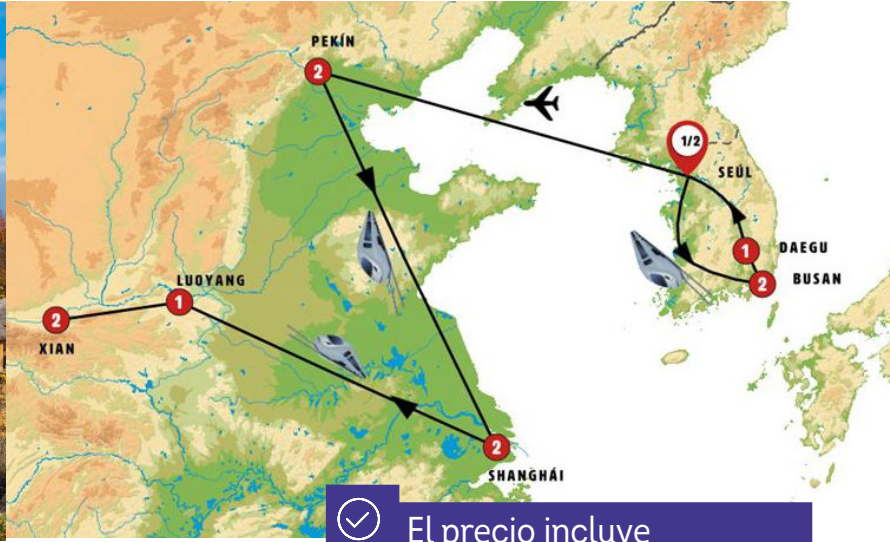 PEKÍN
2
1/2
SEÚL
1
DAEGU
2
BUSAN
LUOYANG
1
2
XIAN
2
SHANGHÁI
El precio incluye